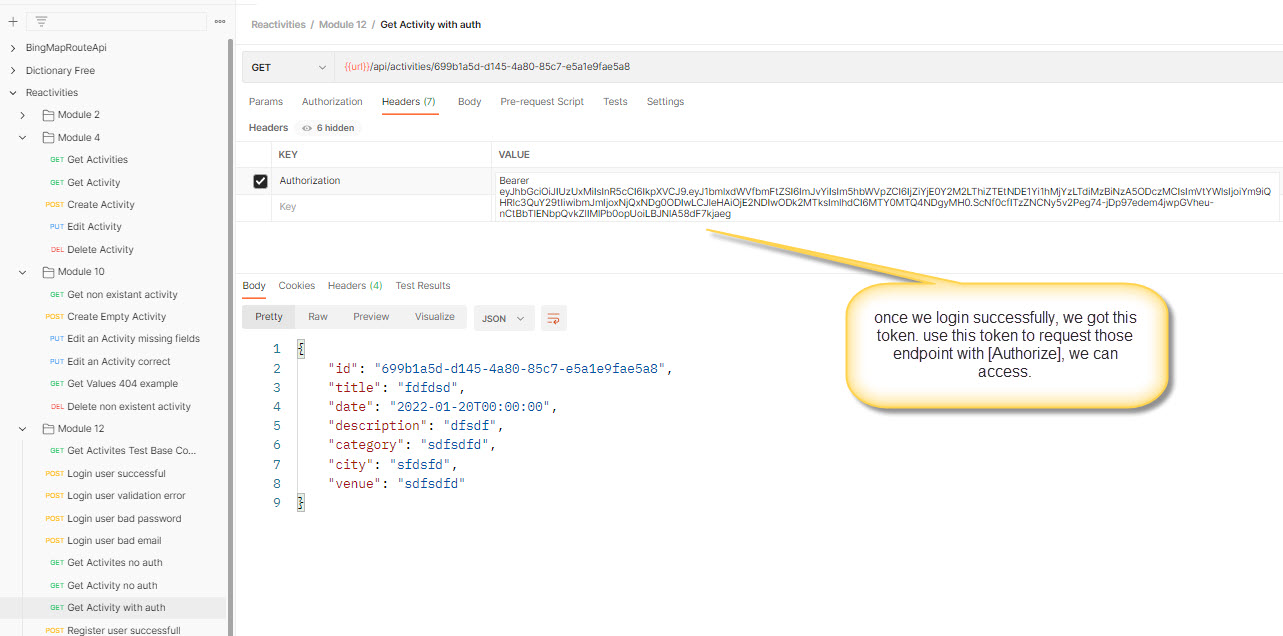 Reactivities / Module 12 / Get Activity with auth
BingMapRouteApi
Dictionary Free
Reactivities
Module 2
Module 4
GET Get Activities
GET Get Activity
POST Create Activity
PUT Edit Activity
DEL Delete Activity
Module 10
GET Get non existant activity
POST Create Empty Activity
PUT Edit an Activity missing fields
PUT Edit an Activity correct
GET Get Values 404 example
DEL Delete non existent activity
Module 12
GET Get Activites Test Base Co...
POST Login user successful
POST Login user validation error
POST Login user bad password
POST Login user bad email
GET Get Activites no auth
GET Get Activity no auth
GET Get Activity with auth
POST Register user successfull
GET {{url}}/api/activities/699b1a5d-d145-4a80-85c7-e5a1e9fae5a8
Params Authorization Headers (7) Body Pre-request Script Tests Settings
Headers 6 hidden
KEY VALUE
Authorization Bearer
Key
Body Cookies Headers (4) Test Results
Pretty Raw Preview Visualize JSON
1 {
2 "id": "699b1a5d-d145-4a80-85c7-e5a1e9fae5a8",
3 "title": "fdfdsd",
4 "date": "2022-01-20T00:00:00",
5 "description": "dfsdf",
6 "category": "sdfsdfd",
7 "city": "sfdsfd",
8 "venue": "sdfsdfd"
9 }
once we login successfully, we got this
token. use this token to request those
endpoint with [Authorize], we can
access.